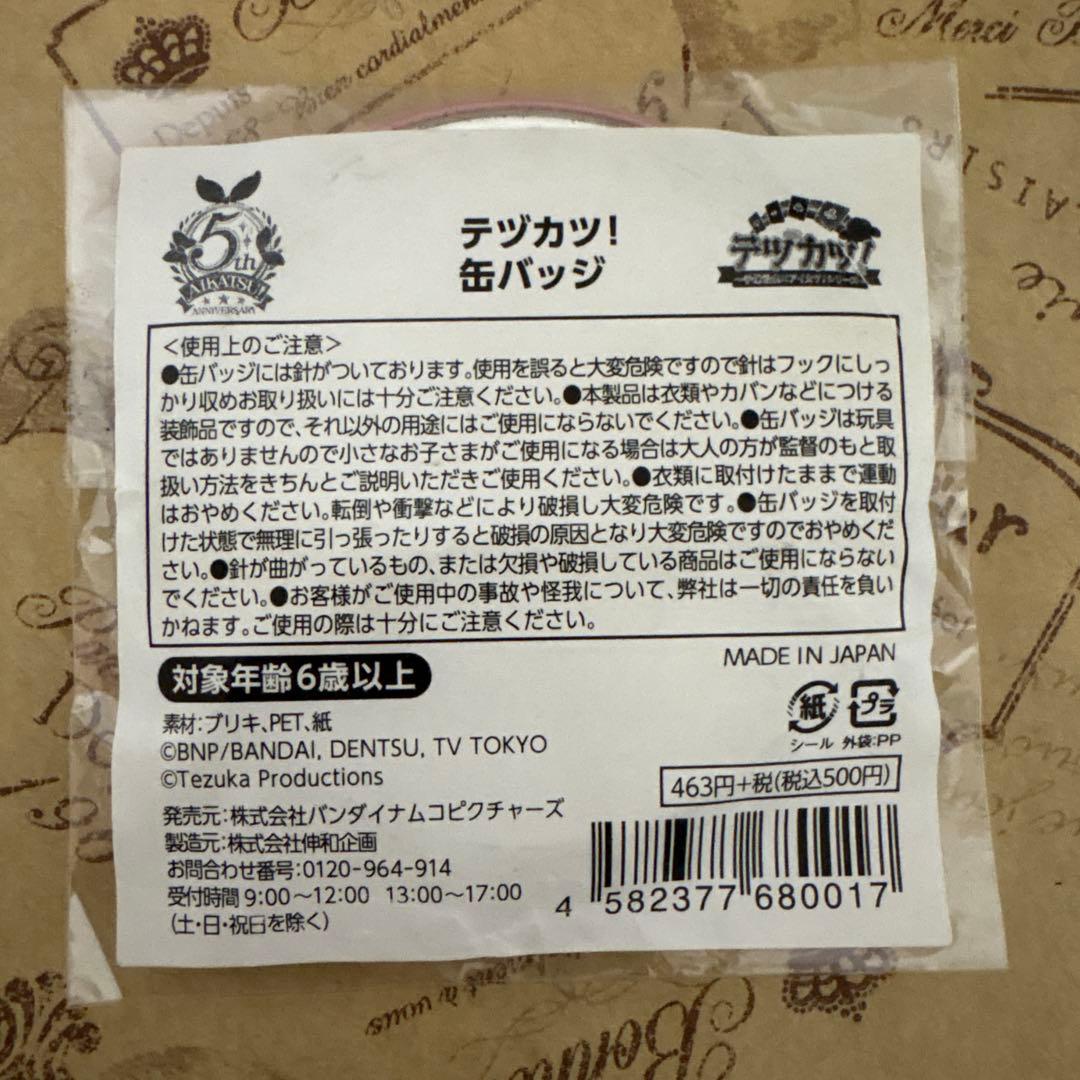 Merci
Bien cordialement
Depuis
58
5th
AIKATSU!
ANNIVERSARY
テヅカツ!
缶バッジ
テヅカツ!
<使用上のご注意>
●缶バッジには針がついております。使用を誤ると大変危険ですので針はフックにしっ
かり収めお取り扱いには十分ご注意ください。●本製品は衣類やカバンなどにつける
装飾品ですので、それ以外の用途にはご使用にならないでください。●缶バッジは玩具
ではありませんので小さなお子さまがご使用になる場合は大人の方が監督のもと取
扱い方法をきちんとご説明いただきご使用ください。●衣類に取付けたままで運動
はおやめください。転倒や衝撃などにより破損し大変危険です。●缶バッジを取付
けた状態で無理に引っ張ったりすると破損の原因となり大変危険ですのでおやめくだ
さい。●針が曲がっているもの、または欠損や破損している商品はご使用にならない
でください。●お客様がご使用中の事故や怪我について、弊社は一切の責任を負い
かねます。ご使用の際は十分にご注意ください。
対象年齢6歳以上
MADE IN JAPAN
素材:ブリキ、PET、紙
©BNP/BANDAI, DENTSU, TV TOKYO
©Tezuka Productions
紙
プラ
シール 外袋:PP
463円+税(税込500円)
発売元:株式会社バンダイナムコピクチャーズ
製造元:株式会社伸和企画
お問合わせ番号:0120-964-914
受付時間 9:00～12:00 13:00～17:00
(土・日・祝日を除く)
4 582377 680017